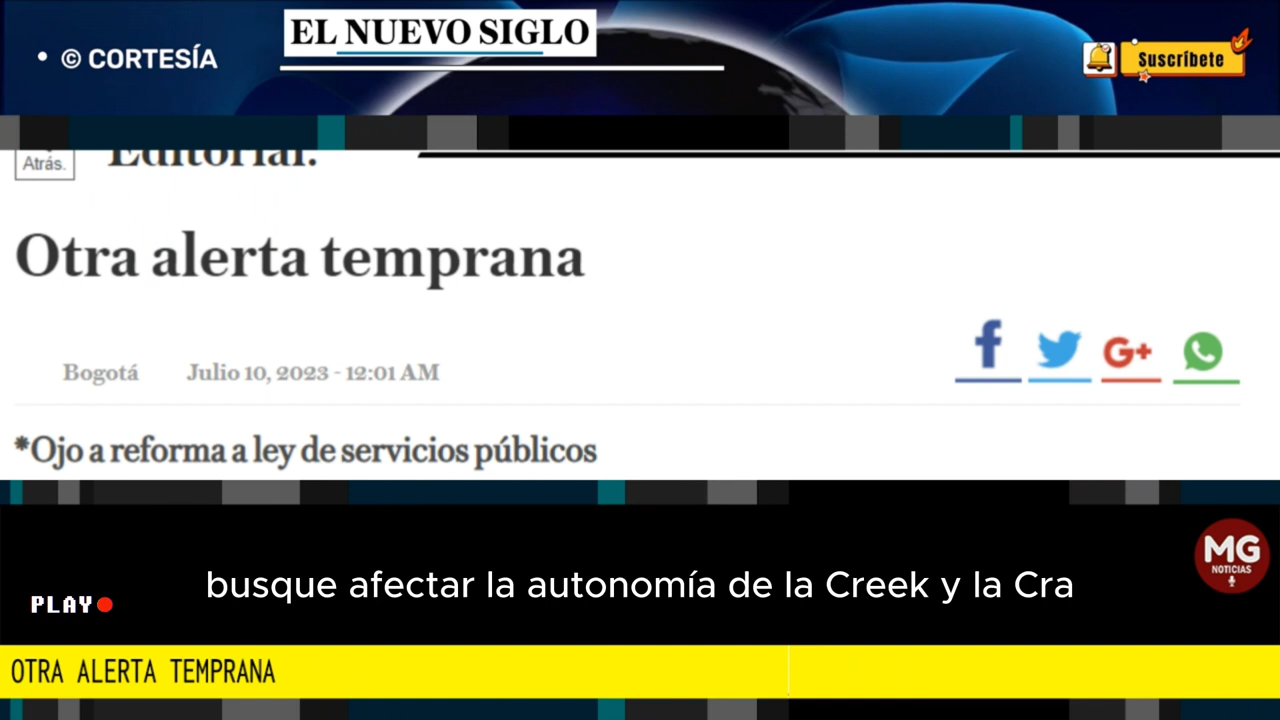 EL NUEVO SIGLO
• © CORTESÍA
Suscríbete
Atrás.
Editorial.
Otra alerta temprana
Bogotá Julio 10, 2023 - 12:01 AM
*Ojo a reforma a ley de servicios públicos
busque afectar la autonomía de la Creek y la Cra
MG
NOTICIAS
PLAY
OTRA ALERTA TEMPRANA